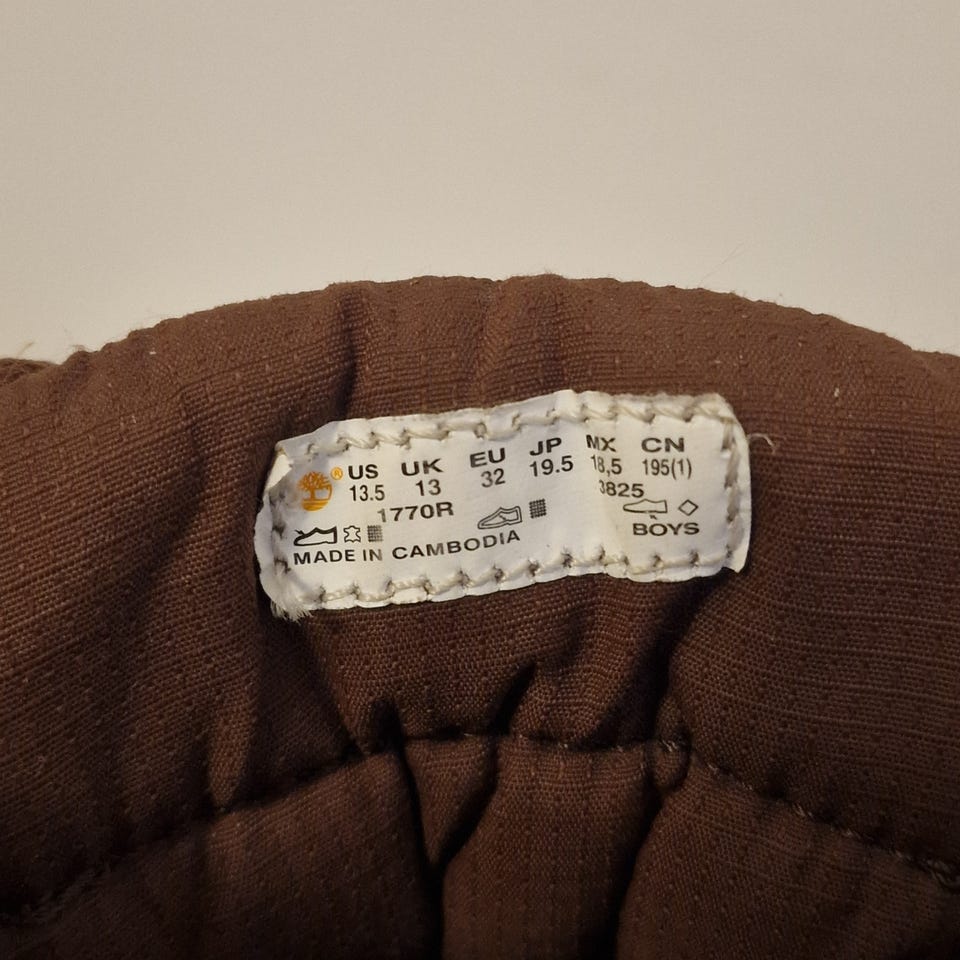 ® US UK EU JP MX CN
13.5 13 32 19.5 18,5 195(1)
1770R 3825
BOYS
MADE IN CAMBODIA